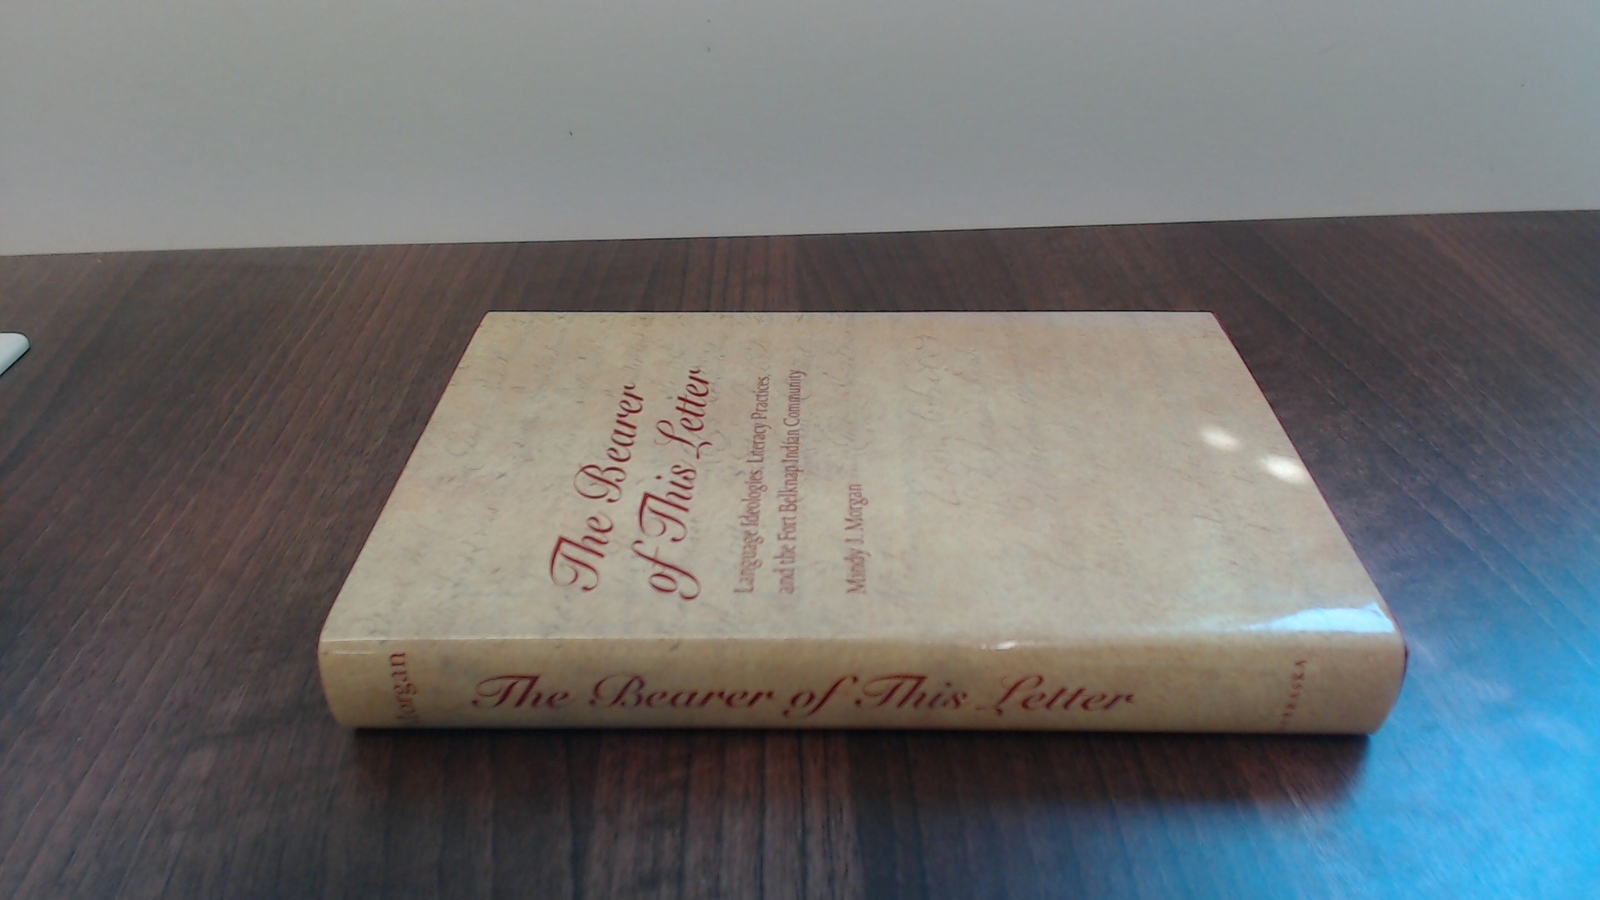 The Bearer
of This Letter
Language Ideologies, Literacy Practices,
and the Fort Belknap Indian Community
Mindy J. Morgan
Morgan
The Bearer of This Letter
NEBRASKA